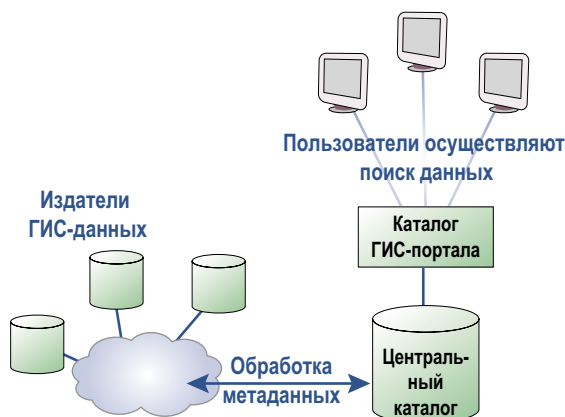 Пользователи осуществляют
поиск данных
Издатели
ГИС-данных
Каталог
ГИС-портала
Обработка
метаданных
Централь-
ный
каталог